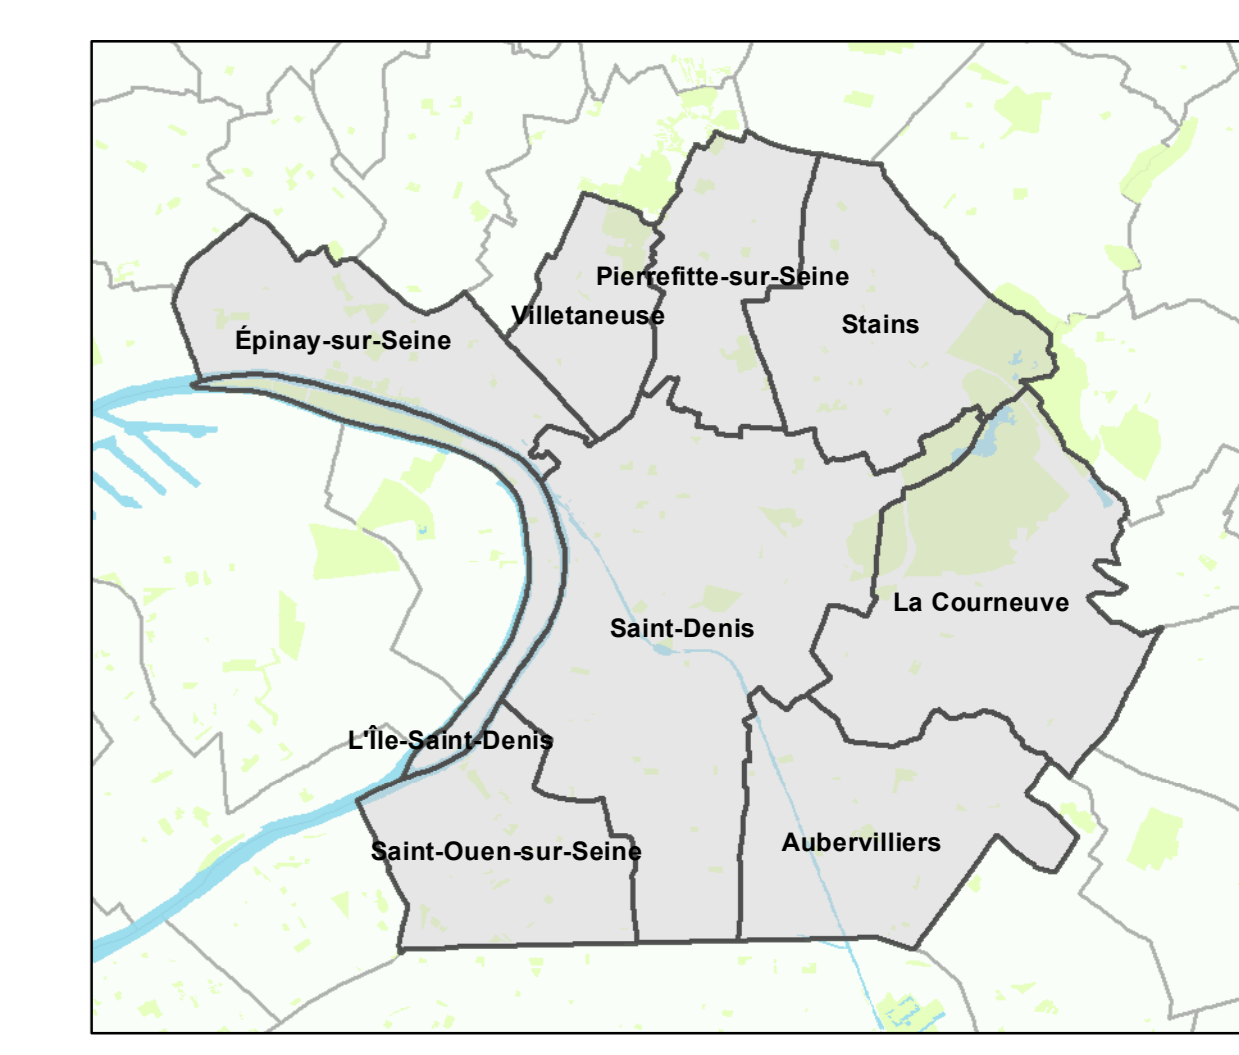 Pierrefitte-sur-Seine
Villetaneuse
Stains
Épinay-sur-Seine
La Courneuve
Saint-Denis
L'Île-Saint-Denis
Aubervilliers
Saint-Ouen-sur-Seine